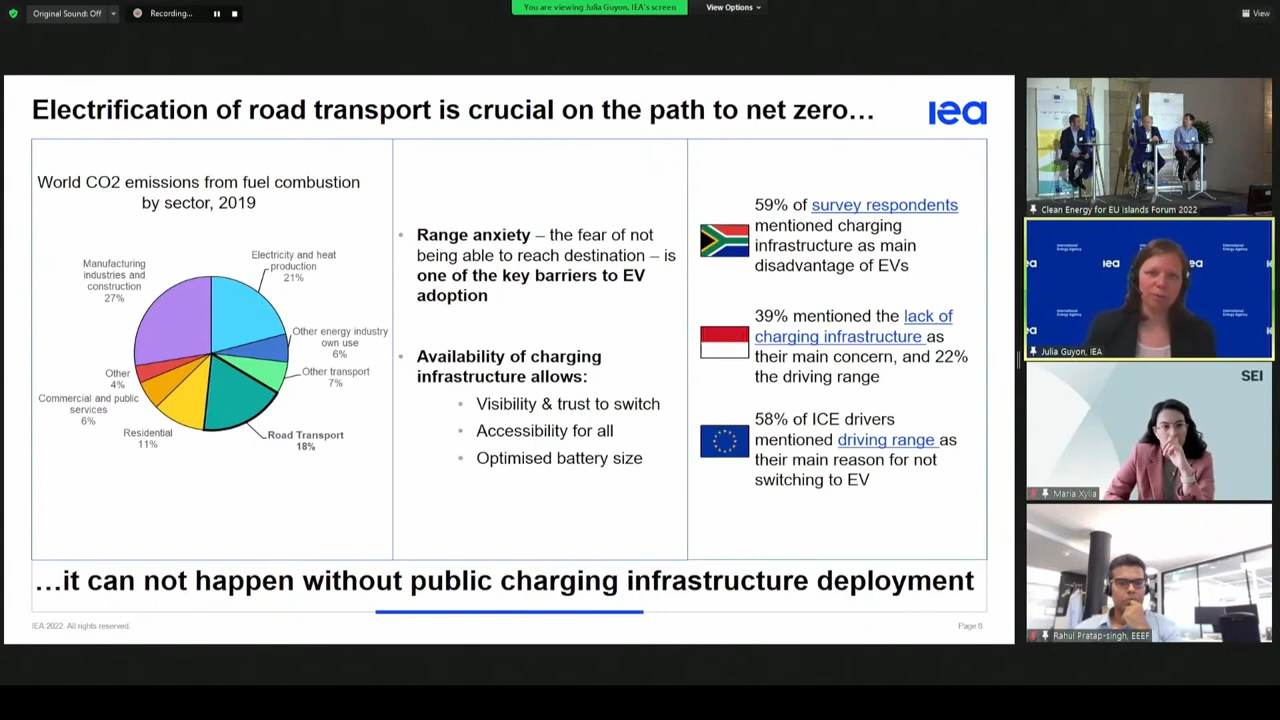 Original Sound: Off
Recording...
You are viewing Julia Guyon, IEA's screen
View Options
View
Electrification of road transport is crucial on the path to net zero…
iea
World CO2 emissions from fuel combustion
by sector, 2019
Electricity and heat
production
21%
Manufacturing
industries and
construction
27%
Other energy industry
own use
6%
Other transport
7%
Other
4%
Commercial and public
services
6%
Residential
11%
Road Transport
18%
• Range anxiety – the fear of not
being able to reach destination – is
one of the key barriers to EV
adoption
• Availability of charging
infrastructure allows:
• Visibility & trust to switch
• Accessibility for all
• Optimised battery size
59% of survey respondents
mentioned charging
infrastructure as main
disadvantage of EVs
39% mentioned the lack of
charging infrastructure as
their main concern, and 22%
the driving range
58% of ICE drivers
mentioned driving range as
their main reason for not
switching to EV
…it can not happen without public charging infrastructure deployment
IEA 2022. All rights reserved.
Page 6
Clean Energy for EU Islands Forum 2022
International
Energy
Agency
iea
International
Energy Agency
Julia Guyon, IEA
SEI
Maria Xylia
Rahul Pratap-singh, EEEF